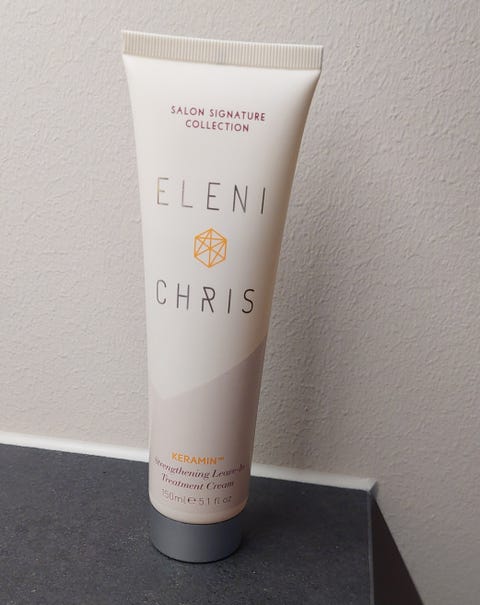 SALON SIGNATURE
COLLECTION
ELENI
CHRIS
KERAMIN™
Strengthening Leave-In
Treatment Cream
150ml ℮ 5.1 fl oz